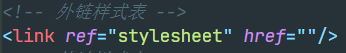 <!-- 外链样式表 -->
<link ref="stylesheet" href=""/>